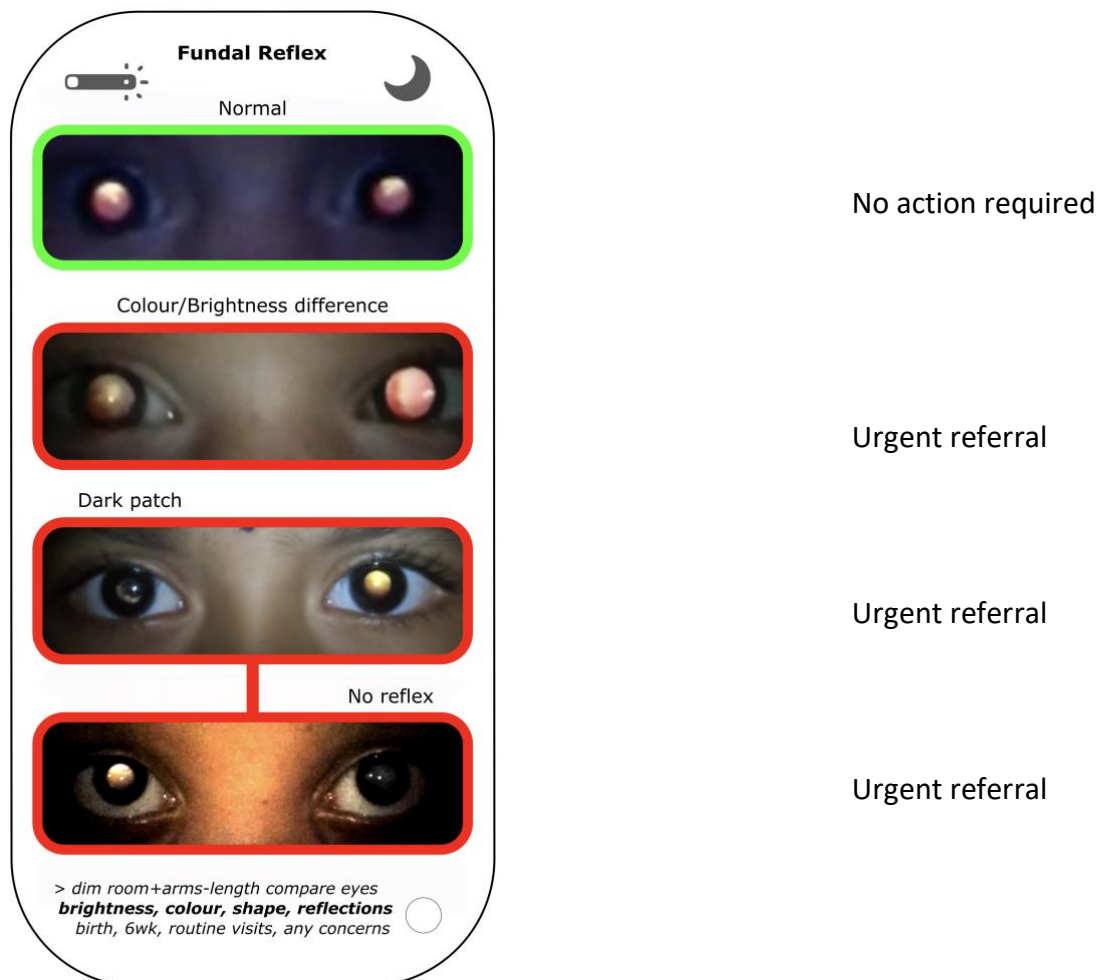 Fundal Reflex
Normal
No action required
Colour/Brightness difference
Urgent referral
Dark patch
Urgent referral
No reflex
Urgent referral
> dim room+arms-length compare eyes
brightness, colour, shape, reflections
birth, 6wk, routine visits, any concerns